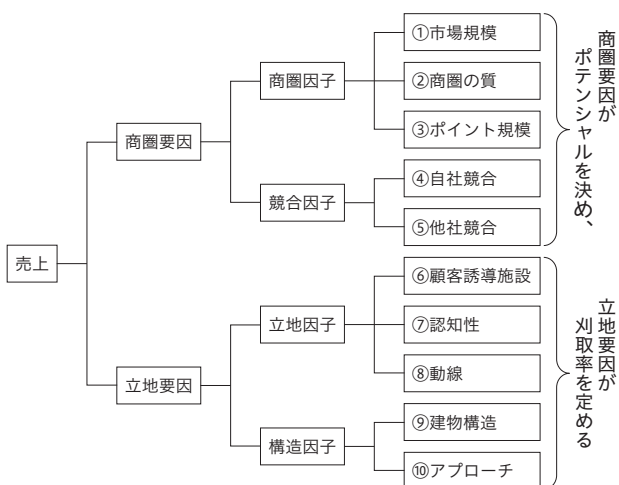 売上
商圏要因
立地要因
商圏因子
競合因子
立地因子
構造因子
①市場規模
②商圏の質
③ポイント規模
④自社競合
⑤他社競合
⑥顧客誘導施設
⑦認知性
⑧動線
⑨建物構造
⑩アプローチ
商圏要因が
ポテンシャルを決め、
立地要因が
刈取率を定める